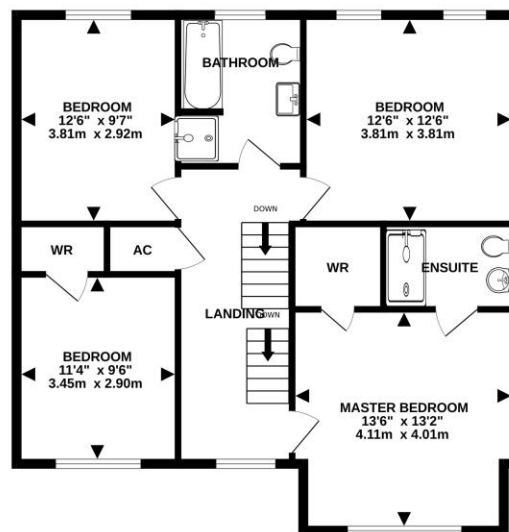 BATHROOM
BEDROOM
12'6" x 9'7"
3.81m x 2.92m
BEDROOM
12'6" x 12'6"
3.81m x 3.81m
DOWN
WR
AC
WR
ENSUITE
LANDING
DOWN
BEDROOM
11'4" x 9'6"
3.45m x 2.90m
MASTER BEDROOM
13'6" x 13'2"
4.11m x 4.01m